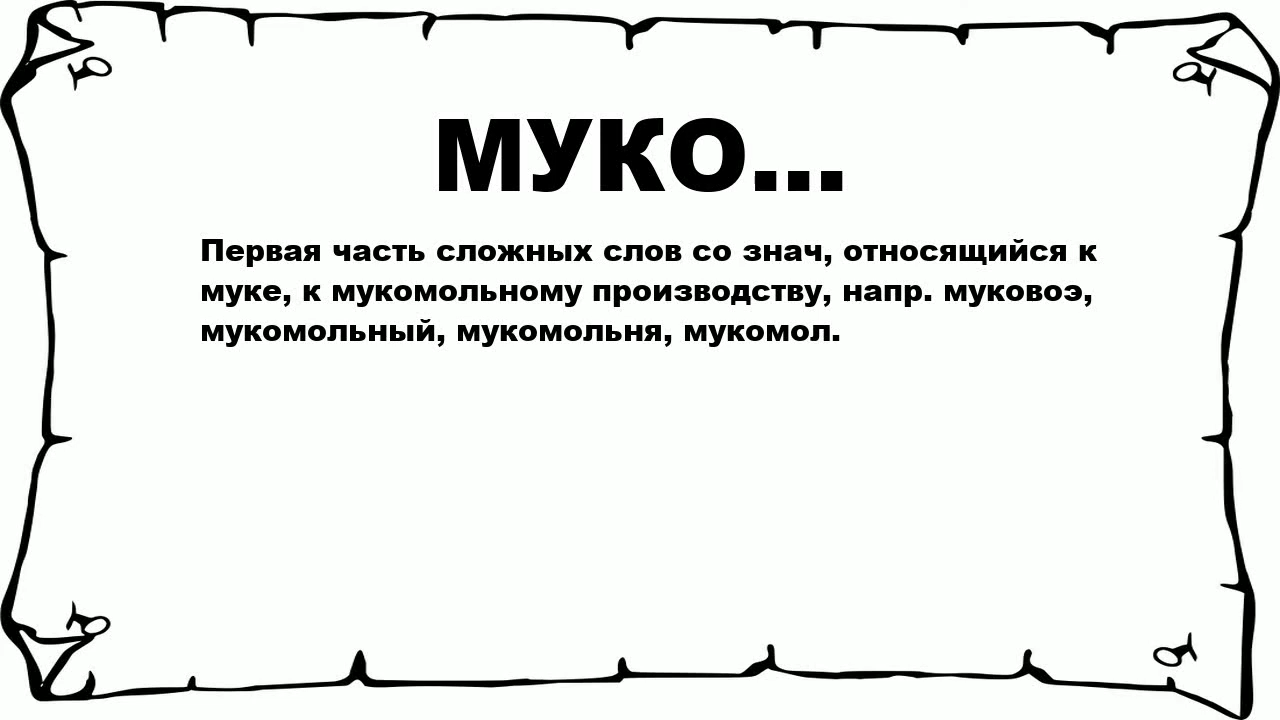 МУКО...
Первая часть сложных слов со знач, относящийся к
муке, к мукомольному производству, напр. муковоэ,
мукомольный, мукомольня, мукомол.